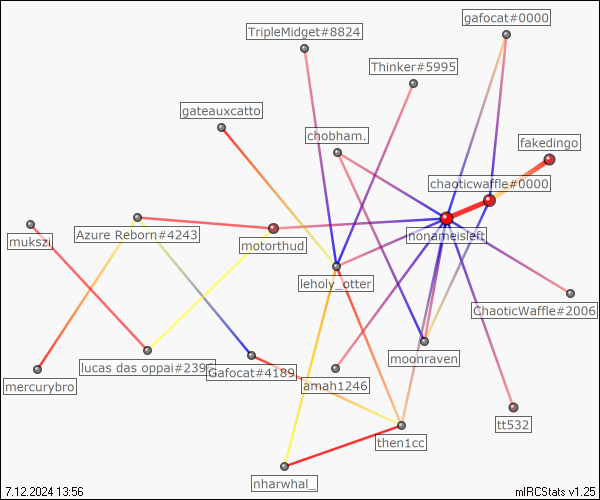 gafocat#0000
TripleMidget#8824
Thinker#5995
gateauxcatto
chobham.
fakedingo
chaoticwaffle#0000
mukszi
Azure Reborn#4243
motorthud
nonameisleft
leholy_otter
ChaoticWaffle#2006
moonraven
mercurybro
lucas das oppai#239
Gafocat#4189
amah1246
tt532
then1cc
nharwhal_
7.12.2024 13:56
mIRCStats v1.25